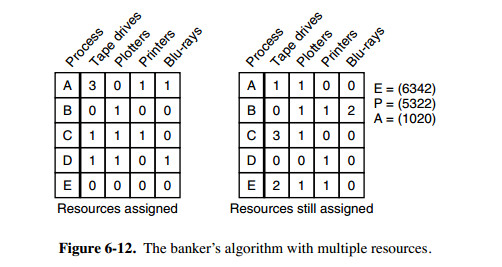 Process Tape drives Plotters Printers Blu-rays
A 3 0 1 1
B 0 1 0 0
C 1 1 1 0
D 1 1 0 1
E 0 0 0 0
Resources assigned
Process Tape drives Plotters Printers Blu-rays
A 1 1 0 0
B 0 1 1 2
C 3 1 0 0
D 0 0 1 0
E 2 1 1 0
Resources still assigned
E = (6342)
P = (5322)
A = (1020)
Figure 6-12. The banker's algorithm with multiple resources.